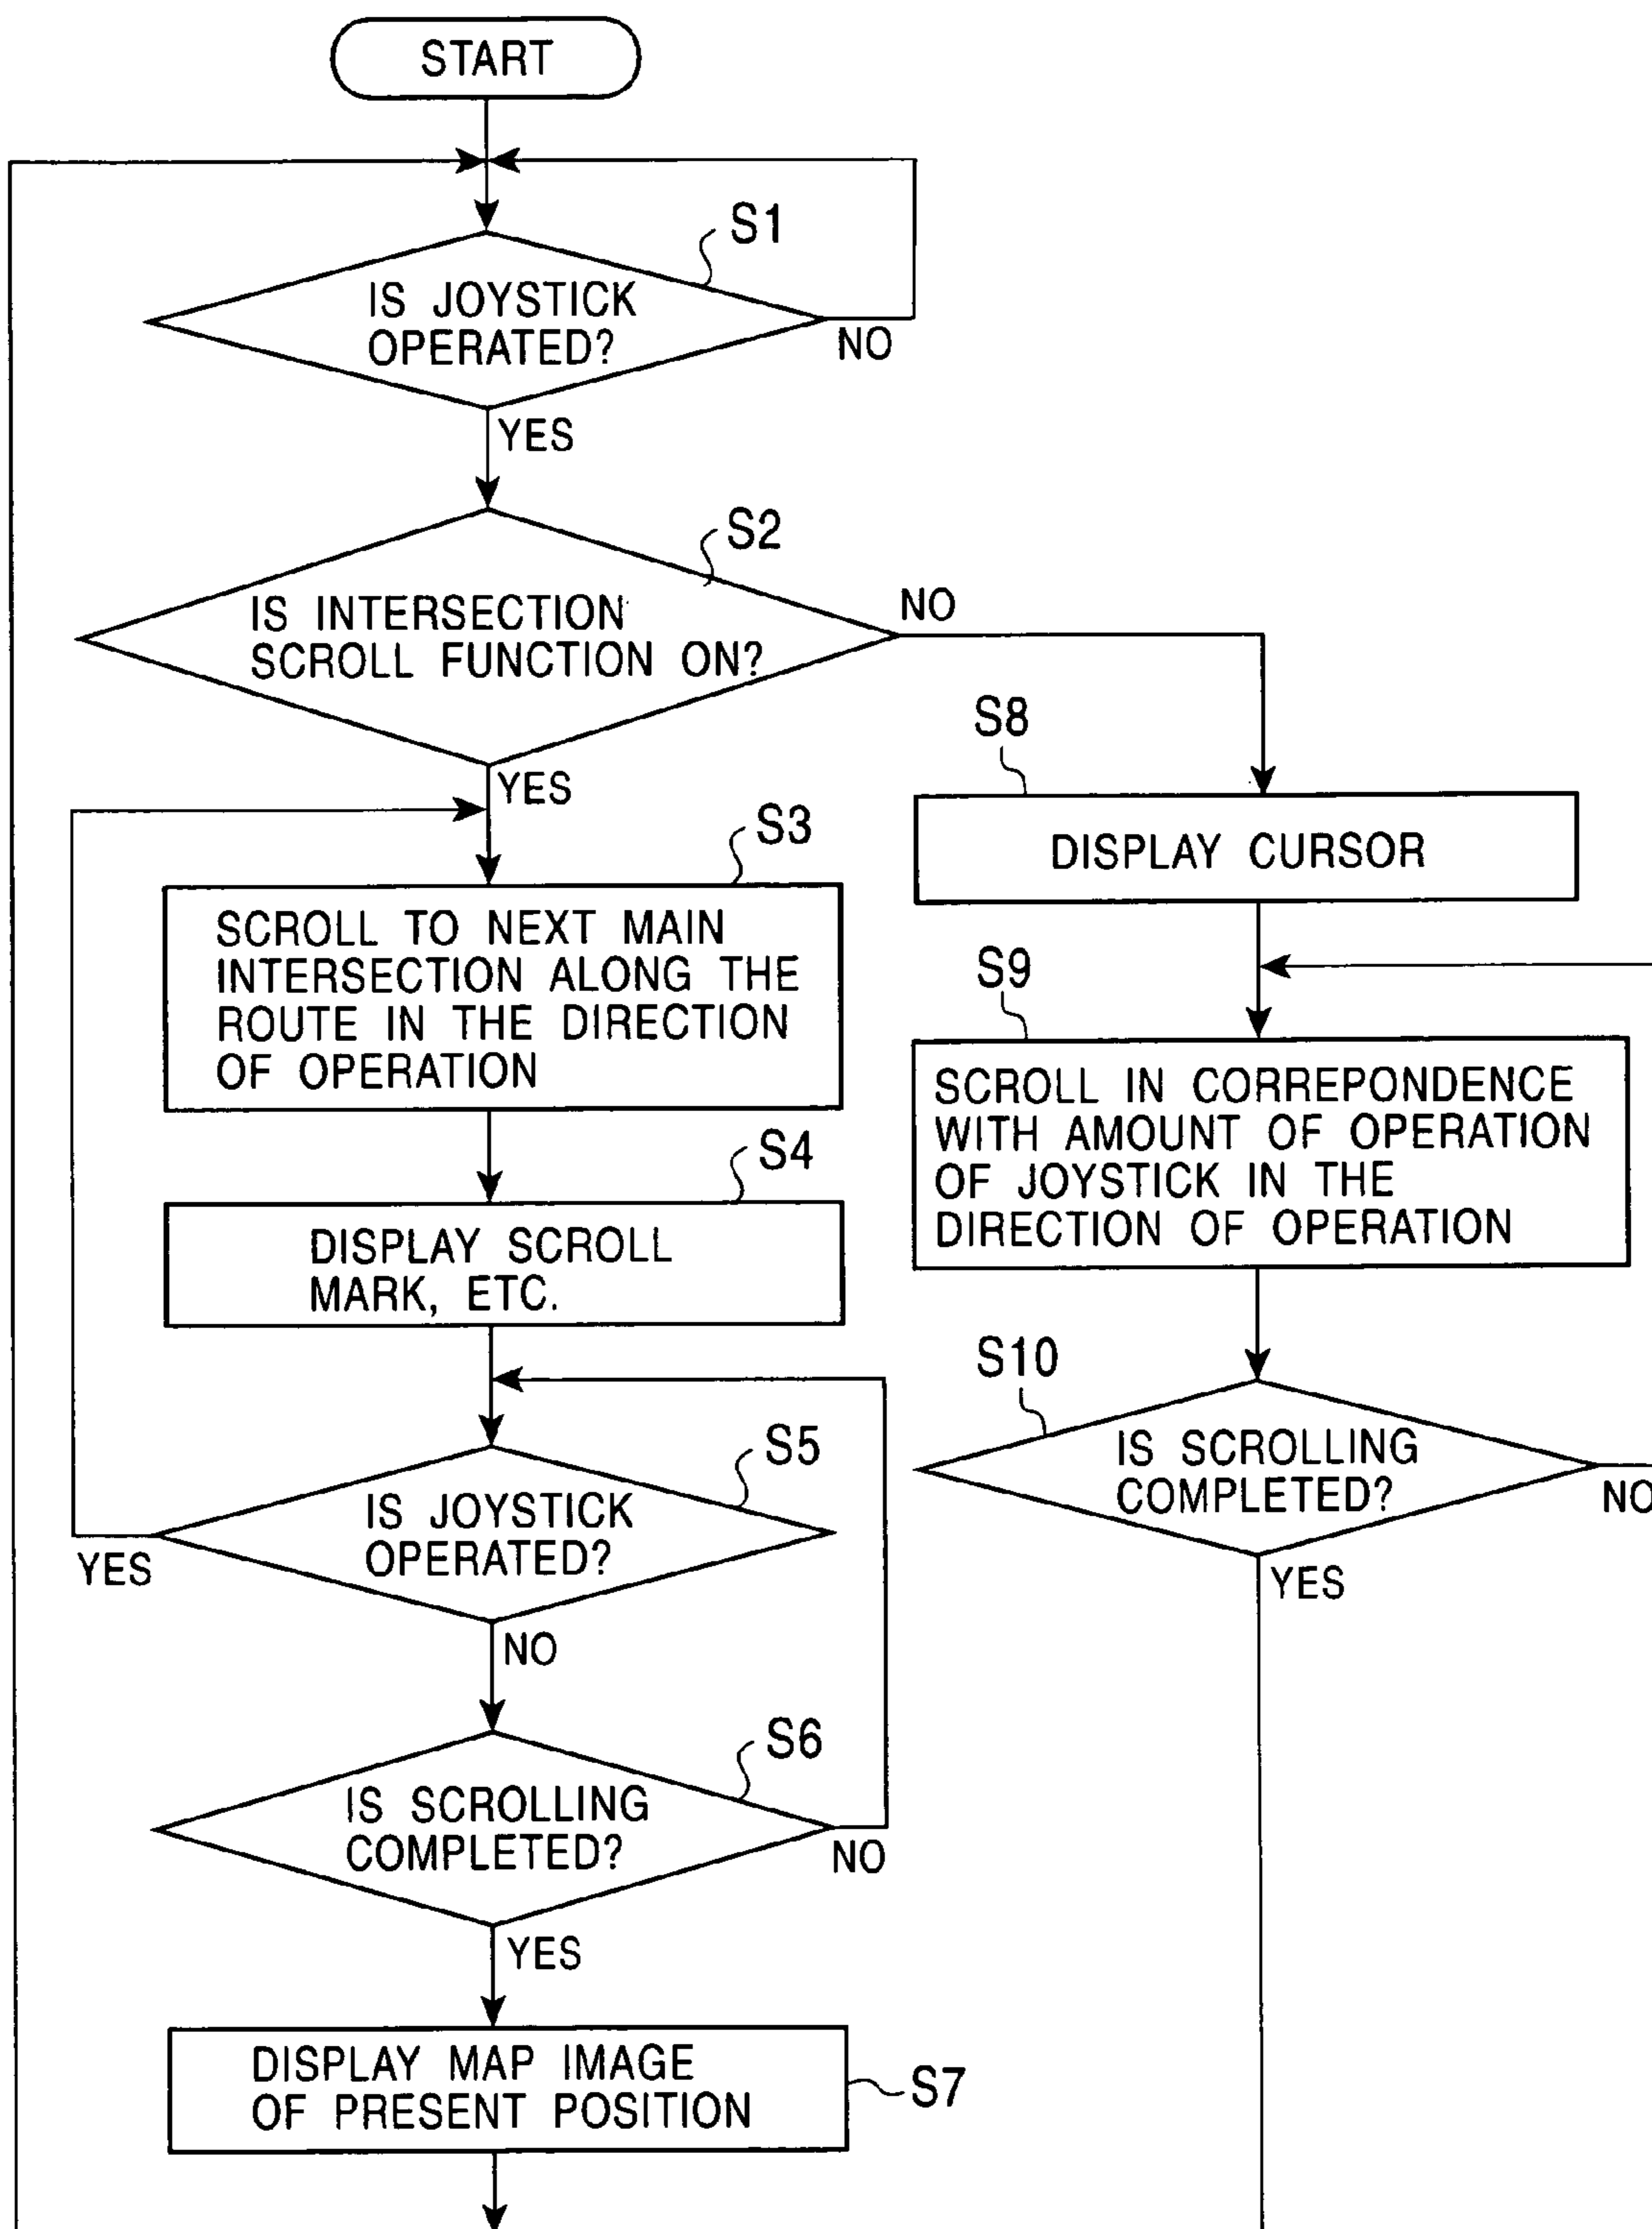 START
S1
IS JOYSTICK
OPERATED?
NO
YES
S2
IS INTERSECTION
SCROLL FUNCTION ON?
NO
YES
S3
SCROLL TO NEXT MAIN
INTERSECTION ALONG THE
ROUTE IN THE DIRECTION
OF OPERATION
S4
DISPLAY SCROLL
MARK, ETC.
S5
IS JOYSTICK
OPERATED?
YES
NO
S6
IS SCROLLING
COMPLETED?
NO
YES
DISPLAY MAP IMAGE
OF PRESENT POSITION
S7
S8
DISPLAY CURSOR
S9
SCROLL IN CORREPONDENCE
WITH AMOUNT OF OPERATION
OF JOYSTICK IN THE
DIRECTION OF OPERATION
S10
IS SCROLLING
COMPLETED?
NO
YES